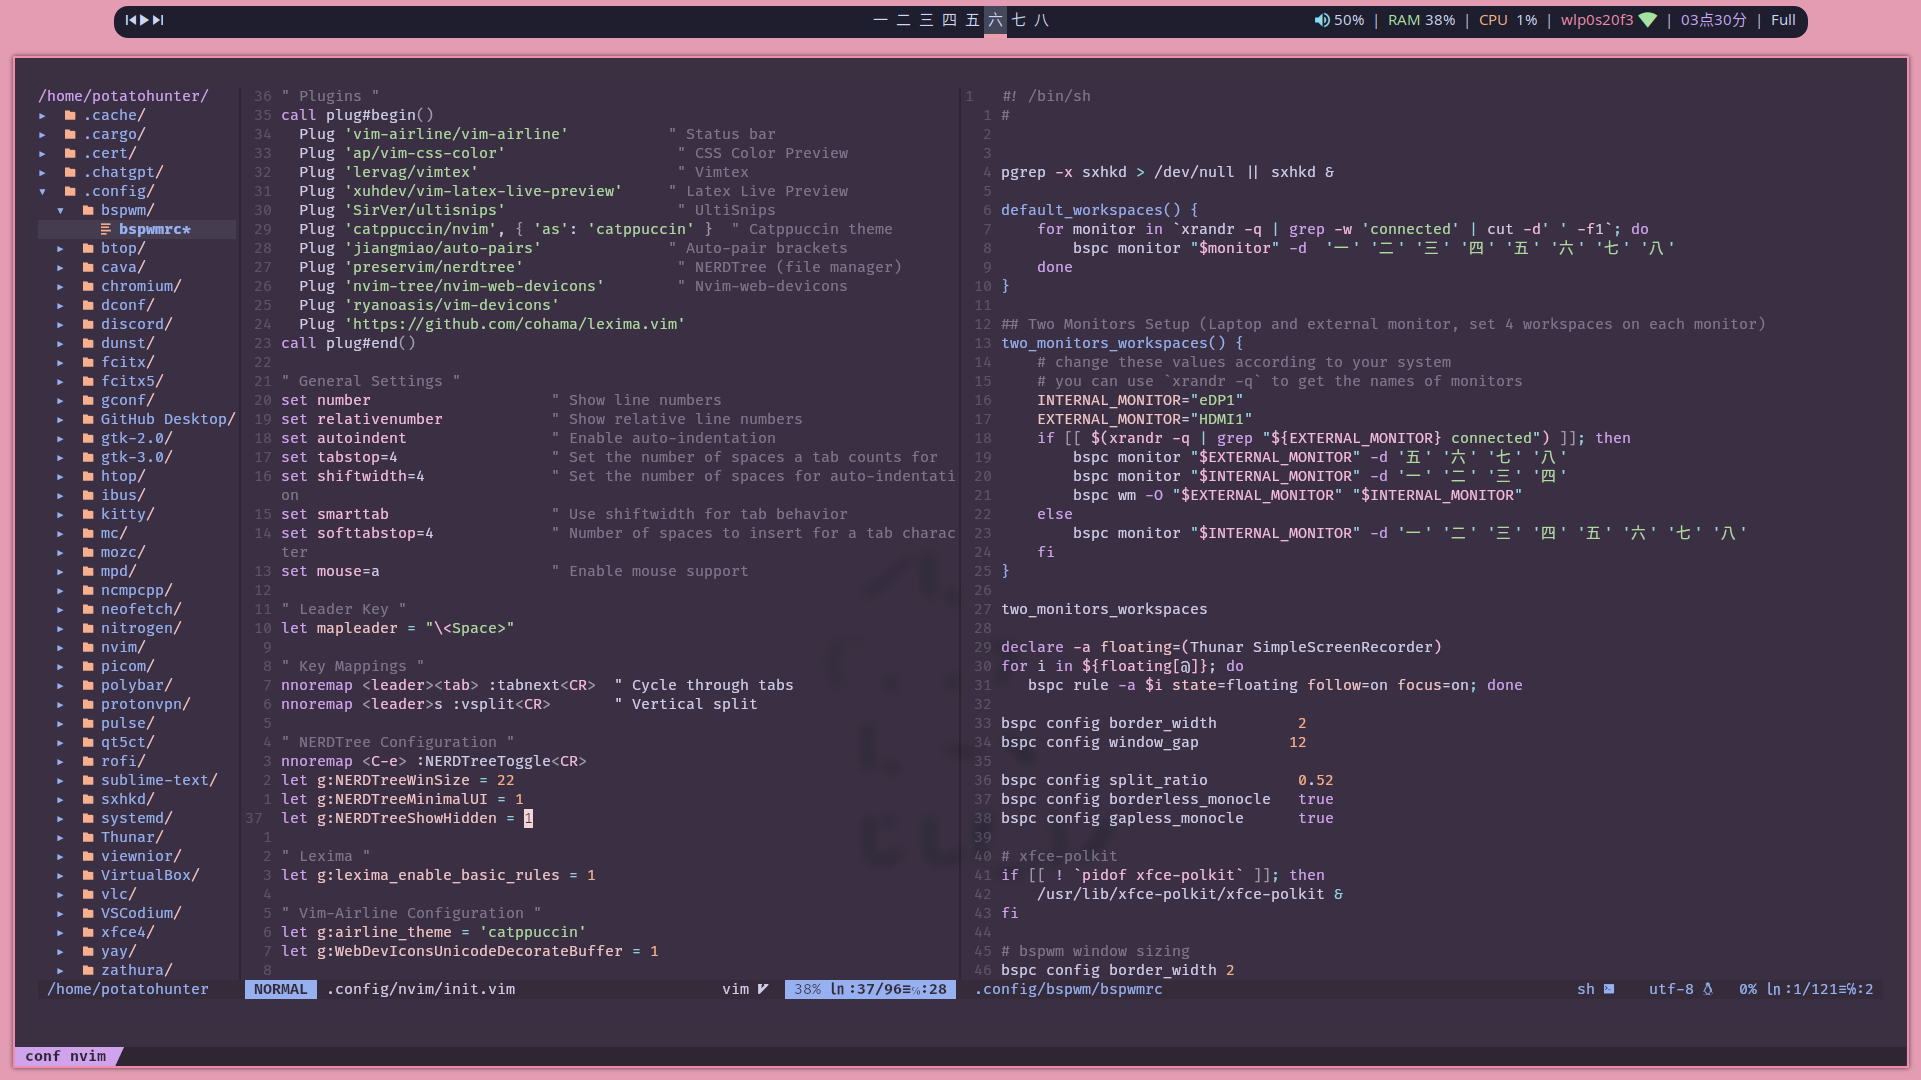 一 二 三 四 五 六 七 八
50% | RAM 38% | CPU 1% | wlp0s20f3 | 03点30分 | Full
/home/potatohunter/
▸ .cache/
▸ .cargo/
▸ .cert/
▸ .chatgpt/
▾ .config/
▾ bspwm/
bspwmrc*
▸ btop/
▸ cava/
▸ chromium/
▸ dconf/
▸ discord/
▸ dunst/
▸ fcitx/
▸ fcitx5/
▸ gconf/
▸ GitHub Desktop/
▸ gtk-2.0/
▸ gtk-3.0/
▸ htop/
▸ ibus/
▸ kitty/
▸ mc/
▸ mozc/
▸ mpd/
▸ ncmpcpp/
▸ neofetch/
▸ nitrogen/
▸ nvim/
▸ picom/
▸ polybar/
▸ protonvpn/
▸ pulse/
▸ qt5ct/
▸ rofi/
▸ sublime-text/
▸ sxhkd/
▸ systemd/
▸ Thunar/
▸ viewnior/
▸ VirtualBox/
▸ vlc/
▸ VSCodium/
▸ xfce4/
▸ yay/
▸ zathura/
/home/potatohunter
36 " Plugins "
35 call plug#begin()
34   Plug 'vim-airline/vim-airline'           " Status bar
33   Plug 'ap/vim-css-color'                   " CSS Color Preview
32   Plug 'lervag/vimtex'                      " Vimtex
31   Plug 'xuhdev/vim-latex-live-preview'     " Latex Live Preview
30   Plug 'SirVer/ultisnips'                   " UltiSnips
29   Plug 'catppuccin/nvim', { 'as': 'catppuccin' }  " Catppuccin theme
28   Plug 'jiangmiao/auto-pairs'              " Auto-pair brackets
27   Plug 'preservim/nerdtree'                 " NERDTree (file manager)
26   Plug 'nvim-tree/nvim-web-devicons'        " Nvim-web-devicons
25   Plug 'ryanoasis/vim-devicons'
24   Plug 'https://github.com/cohama/lexima.vim'
23 call plug#end()
22
21 " General Settings "
20 set number                    " Show line numbers
19 set relativenumber            " Show relative line numbers
18 set autoindent                " Enable auto-indentation
17 set tabstop=4                 " Set the number of spaces a tab counts for
16 set shiftwidth=4              " Set the number of spaces for auto-indentati
on
15 set smarttab                  " Use shiftwidth for tab behavior
14 set softtabstop=4             " Number of spaces to insert for a tab charac
ter
13 set mouse=a                   " Enable mouse support
12
11 " Leader Key "
10 let mapleader = "\<Space>"
9
8 " Key Mappings "
7 nnoremap <leader><tab> :tabnext<CR>  " Cycle through tabs
6 nnoremap <leader>s :vsplit<CR>       " Vertical split
5
4 " NERDTree Configuration "
3 nnoremap <C-e> :NERDTreeToggle<CR>
2 let g:NERDTreeWinSize = 22
1 let g:NERDTreeMinimalUI = 1
37 let g:NERDTreeShowHidden = 1
1
2 " Lexima "
3 let g:lexima_enable_basic_rules = 1
4
5 " Vim-Airline Configuration "
6 let g:airline_theme = 'catppuccin'
7 let g:WebDevIconsUnicodeDecorateBuffer = 1
8
NORMAL .config/nvim/init.vim vim 38% ln:37/96≡℅:28
1 #! /bin/sh
1 #
2
3
4 pgrep -x sxhkd > /dev/null || sxhkd &
5
6 default_workspaces() {
7     for monitor in `xrandr -q | grep -w 'connected' | cut -d' ' -f1`; do
8         bspc monitor "$monitor" -d  '一' '二' '三' '四' '五' '六' '七' '八'
9     done
10 }
11
12 ## Two Monitors Setup (Laptop and external monitor, set 4 workspaces on each monitor)
13 two_monitors_workspaces() {
14     # change these values according to your system
15     # you can use `xrandr -q` to get the names of monitors
16     INTERNAL_MONITOR="eDP1"
17     EXTERNAL_MONITOR="HDMI1"
18     if [[ $(xrandr -q | grep "${EXTERNAL_MONITOR} connected") ]]; then
19         bspc monitor "$EXTERNAL_MONITOR" -d '五' '六' '七' '八'
20         bspc monitor "$INTERNAL_MONITOR" -d '一' '二' '三' '四'
21         bspc wm -O "$EXTERNAL_MONITOR" "$INTERNAL_MONITOR"
22     else
23         bspc monitor "$INTERNAL_MONITOR" -d '一' '二' '三' '四' '五' '六' '七' '八'
24     fi
25 }
26
27 two_monitors_workspaces
28
29 declare -a floating=(Thunar SimpleScreenRecorder)
30 for i in ${floating[@]}; do
31    bspc rule -a $i state=floating follow=on focus=on; done
32
33 bspc config border_width         2
34 bspc config window_gap          12
35
36 bspc config split_ratio          0.52
37 bspc config borderless_monocle   true
38 bspc config gapless_monocle      true
39
40 # xfce-polkit
41 if [[ ! `pidof xfce-polkit` ]]; then
42     /usr/lib/xfce-polkit/xfce-polkit &
43 fi
44
45 # bspwm window sizing
46 bspc config border_width 2
.config/bspwm/bspwmrc sh utf-8 0% ln:1/121≡℅:2
conf nvim